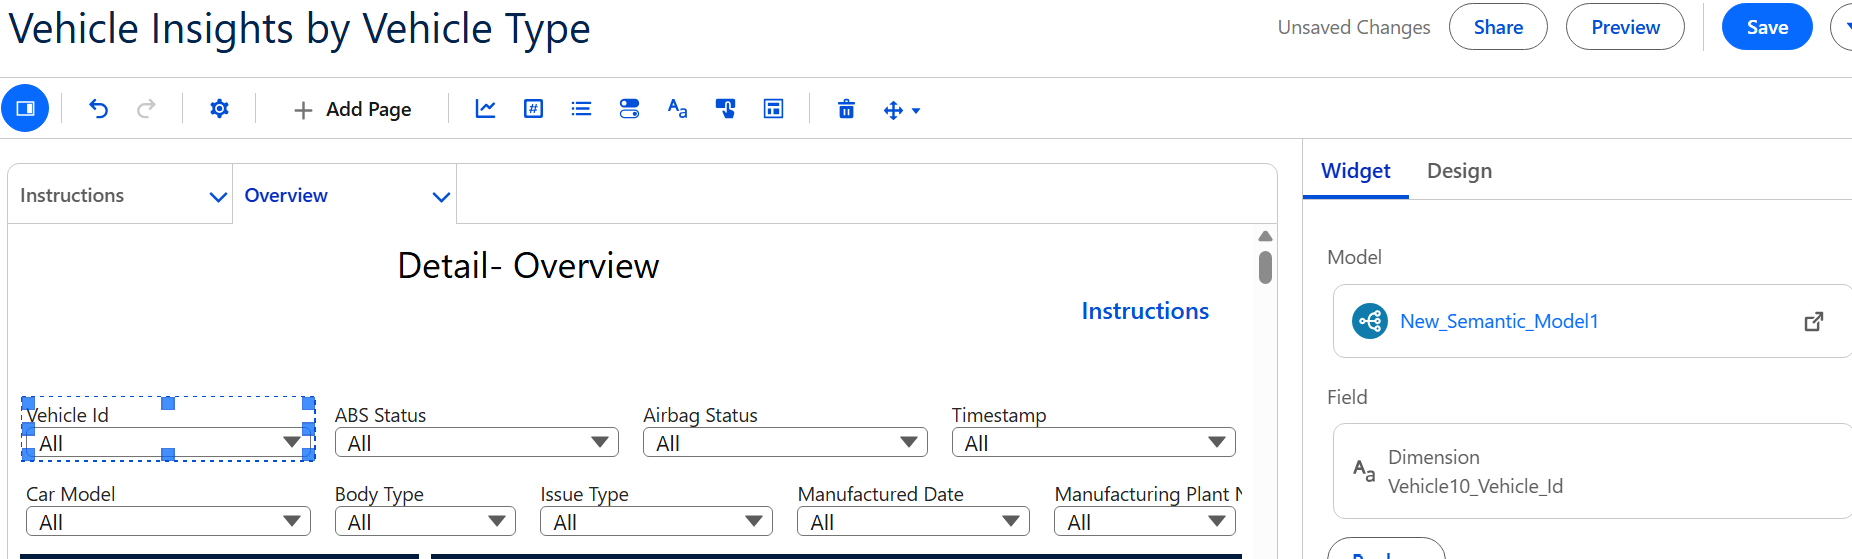 Vehicle Insights by Vehicle Type
Unsaved Changes Share Preview Save
Add Page
Instructions Overview
Widget Design
Detail- Overview
Instructions
Model
New_Semantic_Model1
Field
Dimension
Vehicle10_Vehicle_Id
Vehicle Id ABS Status Airbag Status Timestamp
All All All All
Car Model Body Type Issue Type Manufactured Date Manufacturing Plant
All All All All All